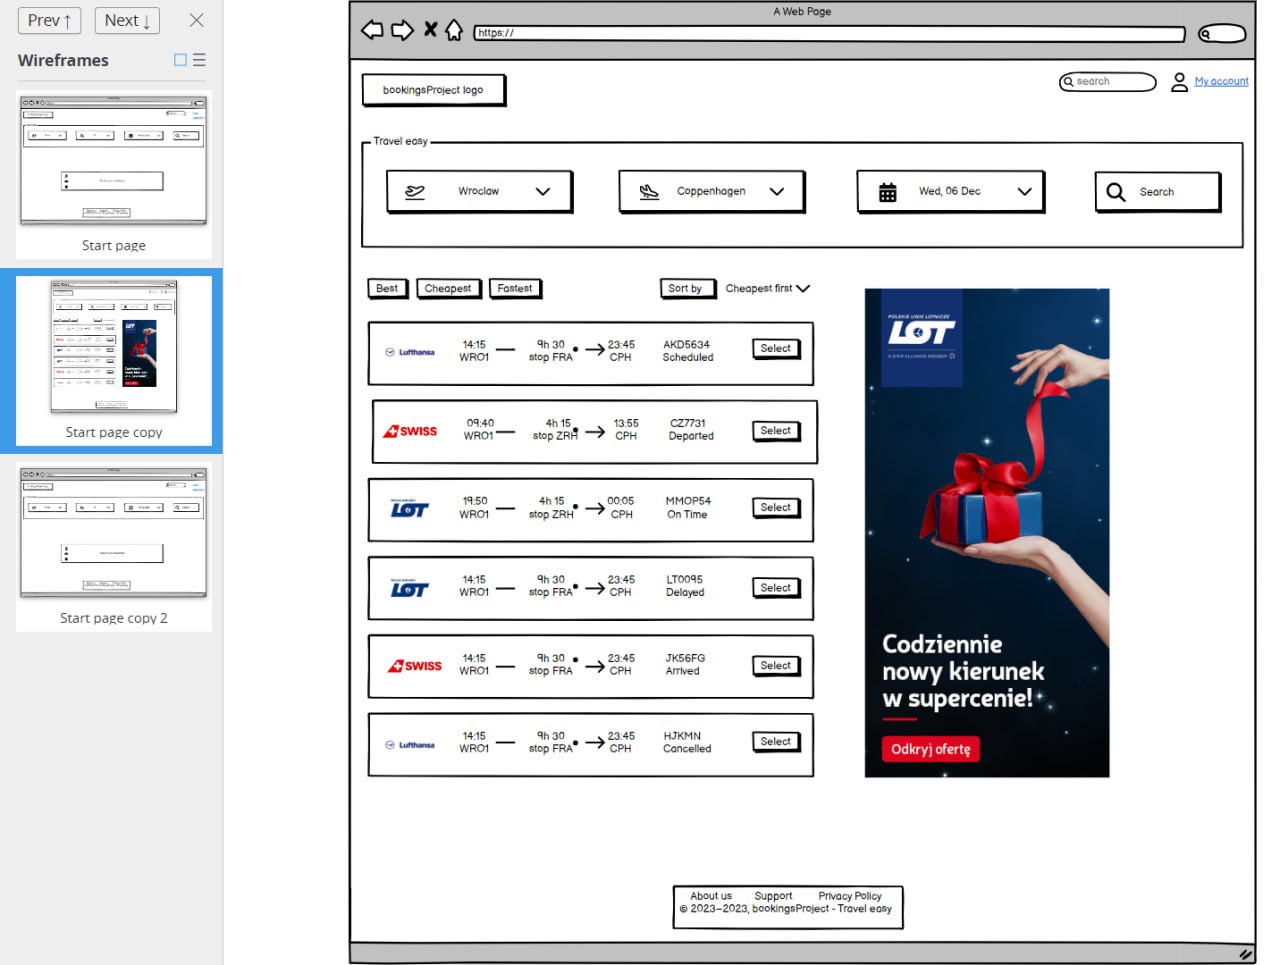 Prev ↑ Next ↓
Wireframes
Start page
Start page copy
Start page copy 2
A Web Page
https://
bookingsProject logo
search
My account
Travel easy
Wroclaw
Coppenhagen
Wed, 06 Dec
Search
Best Cheapest Fastest Sort by Cheapest first
Lufthansa
14:15 9h 30 23:45 AKD5634
WRO1 stop FRA CPH Scheduled
Select
SWISS
09:40 4h 15 13:55 CZ7731
WRO1 stop ZRH CPH Departed
Select
LOT
19:50 4h 15 00:05 MMOP54
WRO1 stop ZRH CPH On Time
Select
LOT
14:15 9h 30 23:45 LT0095
WRO1 stop FRA CPH Delayed
Select
SWISS
14:15 9h 30 23:45 JK56FG
WRO1 stop FRA CPH Arrived
Select
Lufthansa
14:15 9h 30 23:45 HJKMN
WRO1 stop FRA CPH Cancelled
Select
POLSKIE LINIE LOTNICZE
LOT
A STAR ALLIANCE MEMBER
Codziennie
nowy kierunek
w supercenie!
Odkryj ofertę
About us Support Privacy Policy
© 2023-2023, bookingsProject - Travel easy